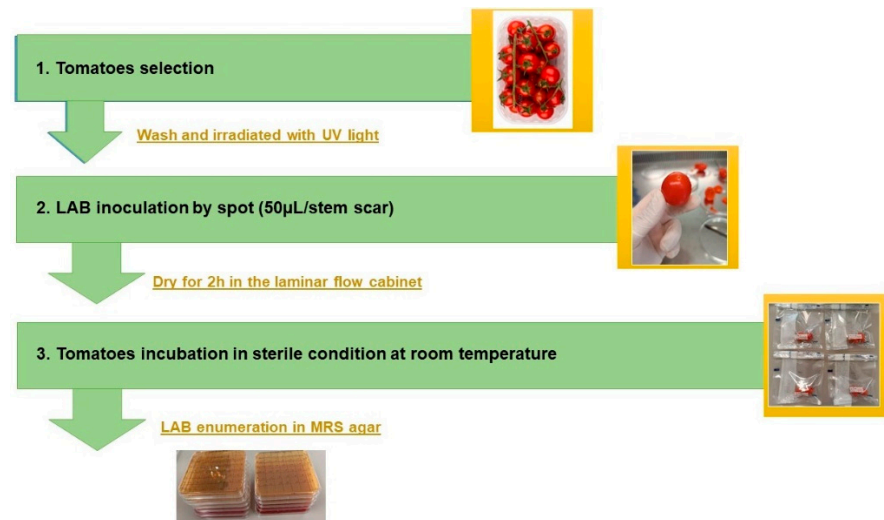 1. Tomatoes selection
Wash and irradiated with UV light
2. LAB inoculation by spot (50µL/stem scar)
Dry for 2h in the laminar flow cabinet
3. Tomatoes incubation in sterile condition at room temperature
LAB enumeration in MRS agar